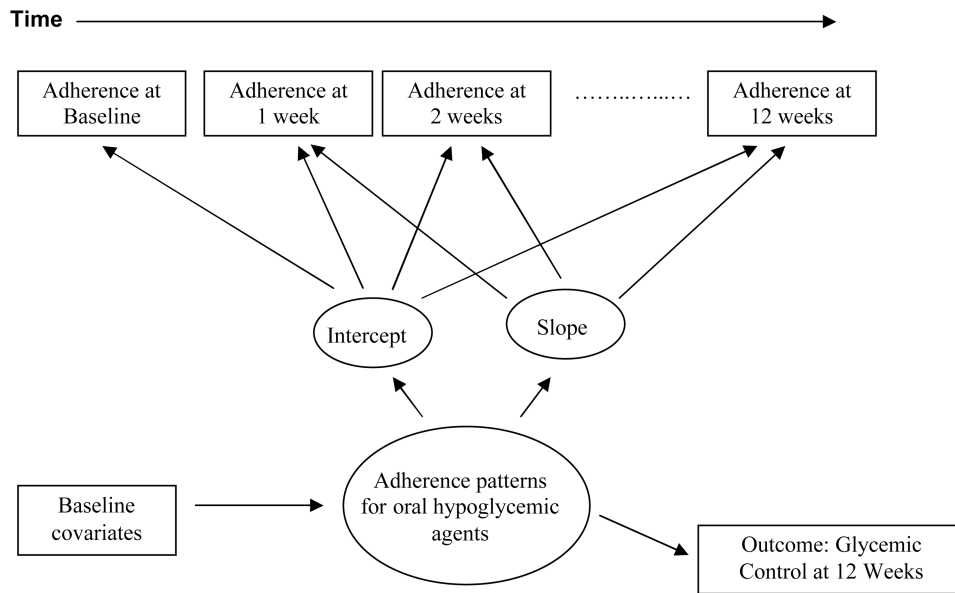 Time
Adherence at
Baseline
Adherence at
1 week
Adherence at
2 weeks
……..…...…
Adherence at
12 weeks
Intercept
Slope
Adherence patterns
for oral hypoglycemic
agents
Baseline
covariates
Outcome: Glycemic
Control at 12 Weeks